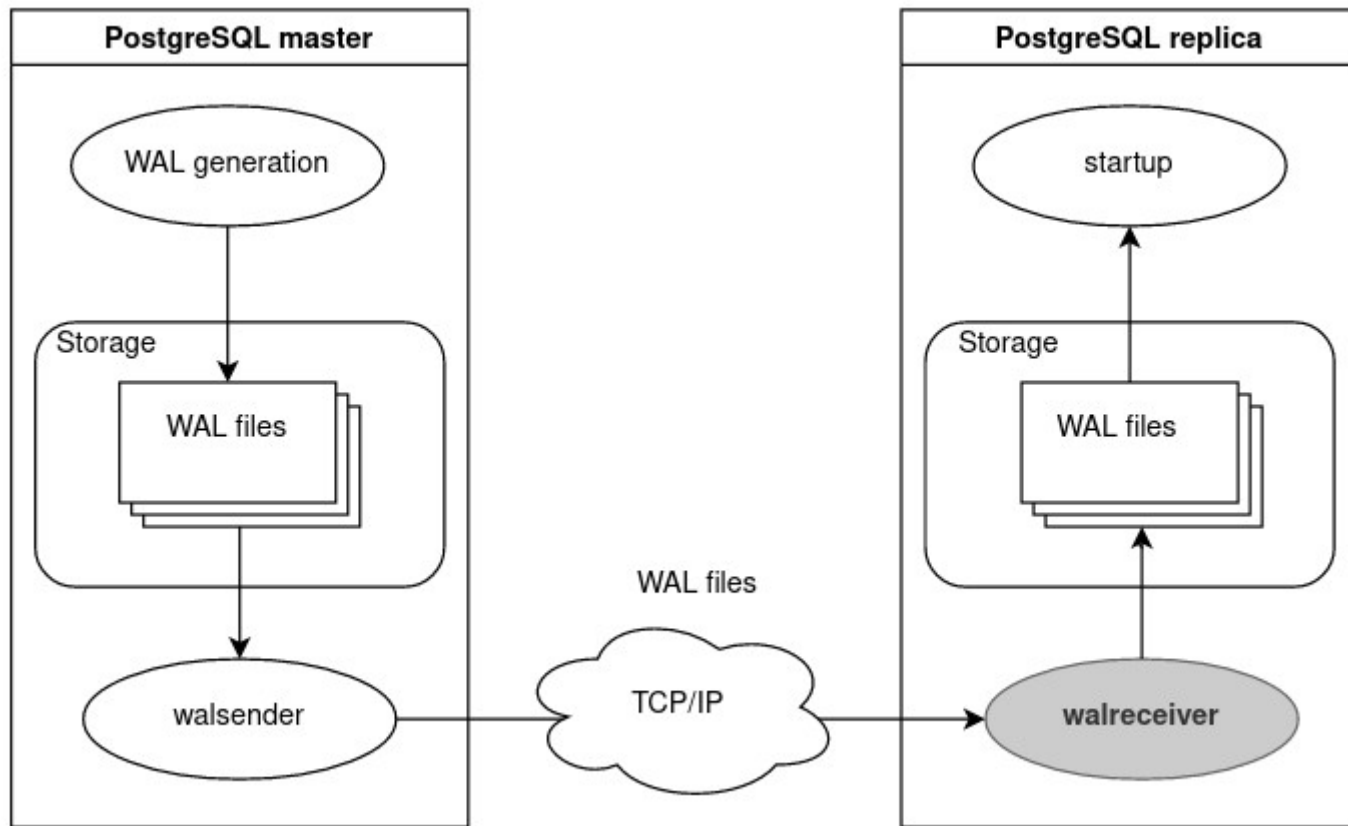 PostgreSQL master
WAL generation
Storage
WAL files
walsender
WAL files
TCP/IP
PostgreSQL replica
startup
Storage
WAL files
walreceiver